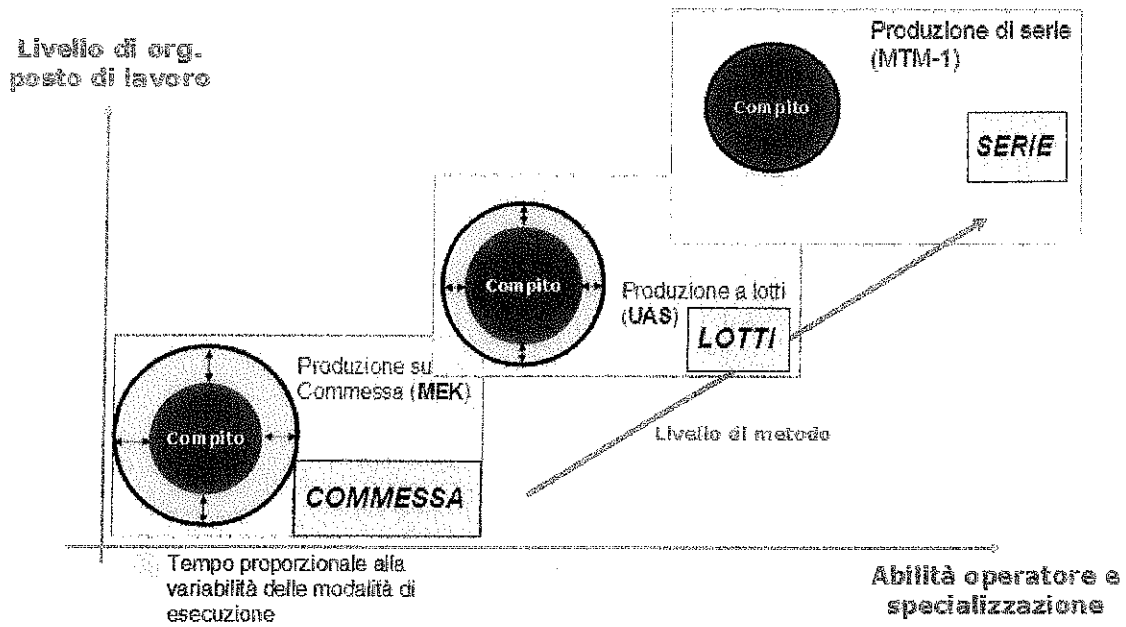 Livello di org.
posto di lavoro
Produzione di serie
(MTM-1)
Compito
SERIE
Compito
Produzione a lotti
(UAS)
LOTTI
Produzione su
Commessa (MEK)
Compito
COMMESSA
Livello di metodo
Tempo proporzionale alla
variabilità delle modalità di
esecuzione
Abilità operatore e
specializzazione